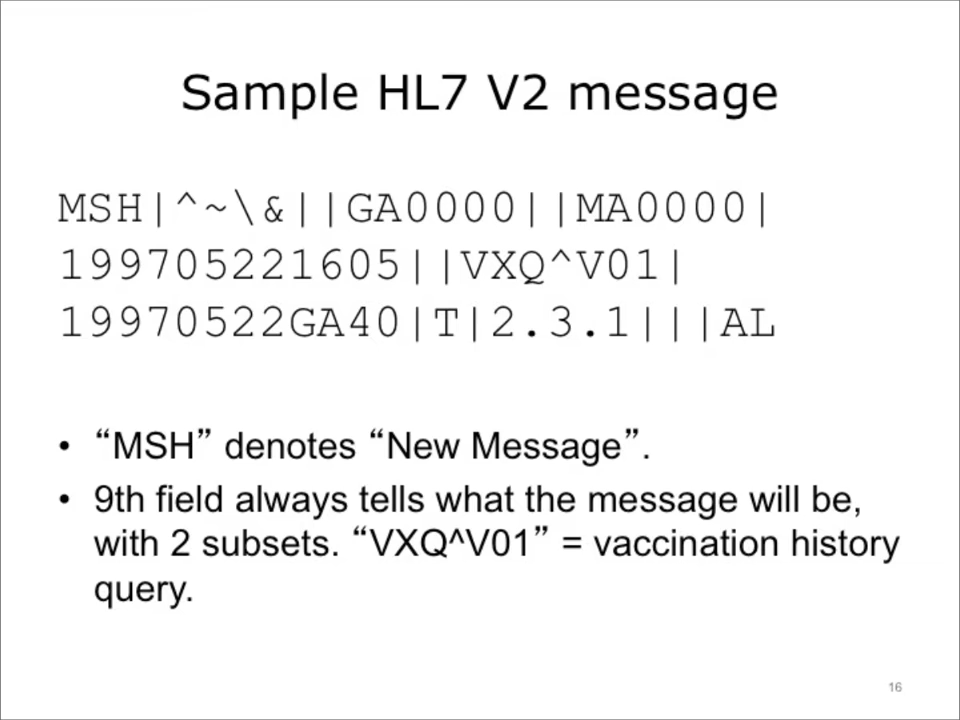 Sample HL7 V2 message
MSH|^~\&||GA0000||MA0000|
199705221605||VXQ^V01|
19970522GA40|T|2.3.1|||AL
• “MSH” denotes “New Message”.
• 9th field always tells what the message will be,
with 2 subsets. “VXQ^V01” = vaccination history
query.
16